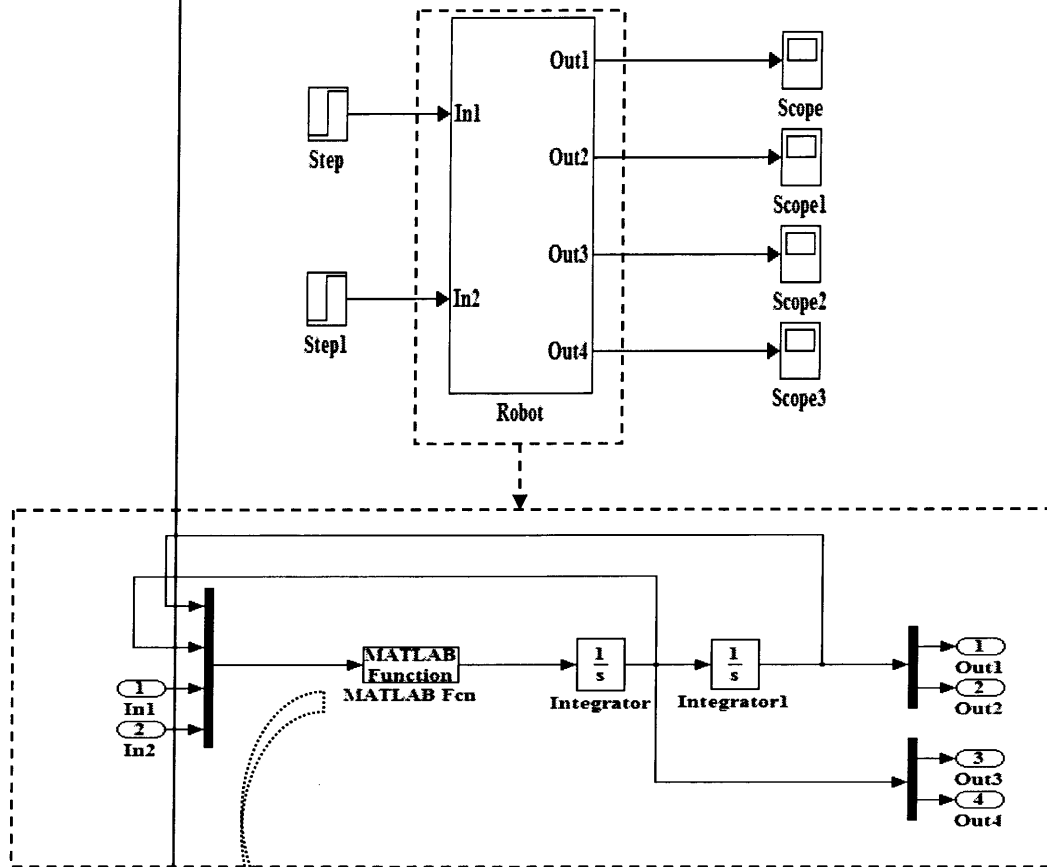 Out1
Scope
In1
Step
Out2
Scope1
Out3
Scope2
In2
Step1
Out4
Scope3
Robot
1
In1
2
In2
MATLAB
Function
MATLAB Fcn
1
s
Integrator
1
s
Integrator1
1
Out1
2
Out2
3
Out3
4
Out4